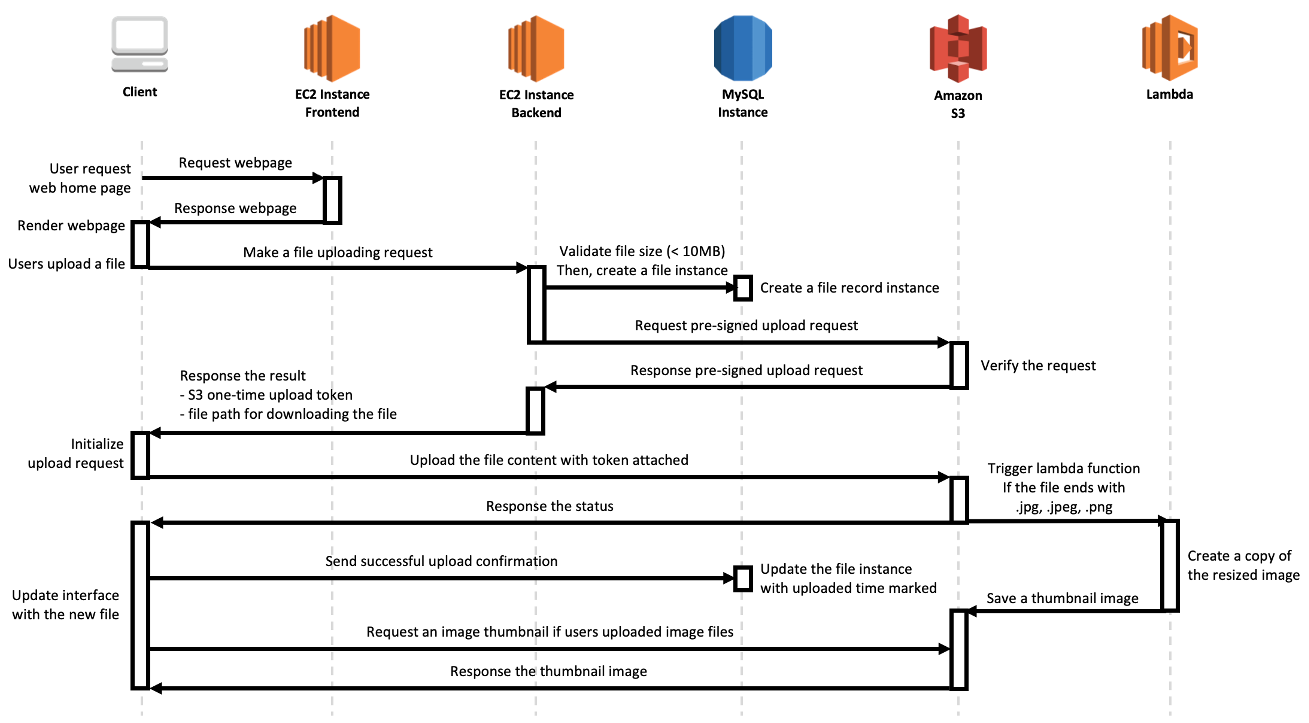 Client
EC2 Instance
Frontend
EC2 Instance
Backend
MySQL
Instance
Amazon
S3
Lambda
User request
web home page
Request webpage
Response webpage
Render webpage
Users upload a file
Make a file uploading request
Validate file size (< 10MB)
Then, create a file instance
Create a file record instance
Request pre-signed upload request
Verify the request
Response pre-signed upload request
Response the result
- S3 one-time upload token
- file path for downloading the file
Initialize
upload request
Upload the file content with token attached
Trigger lambda function
If the file ends with
.jpg, .jpeg, .png
Response the status
Create a copy of
the resized image
Send successful upload confirmation
Update the file instance
with uploaded time marked
Update interface
with the new file
Save a thumbnail image
Request an image thumbnail if users uploaded image files
Response the thumbnail image